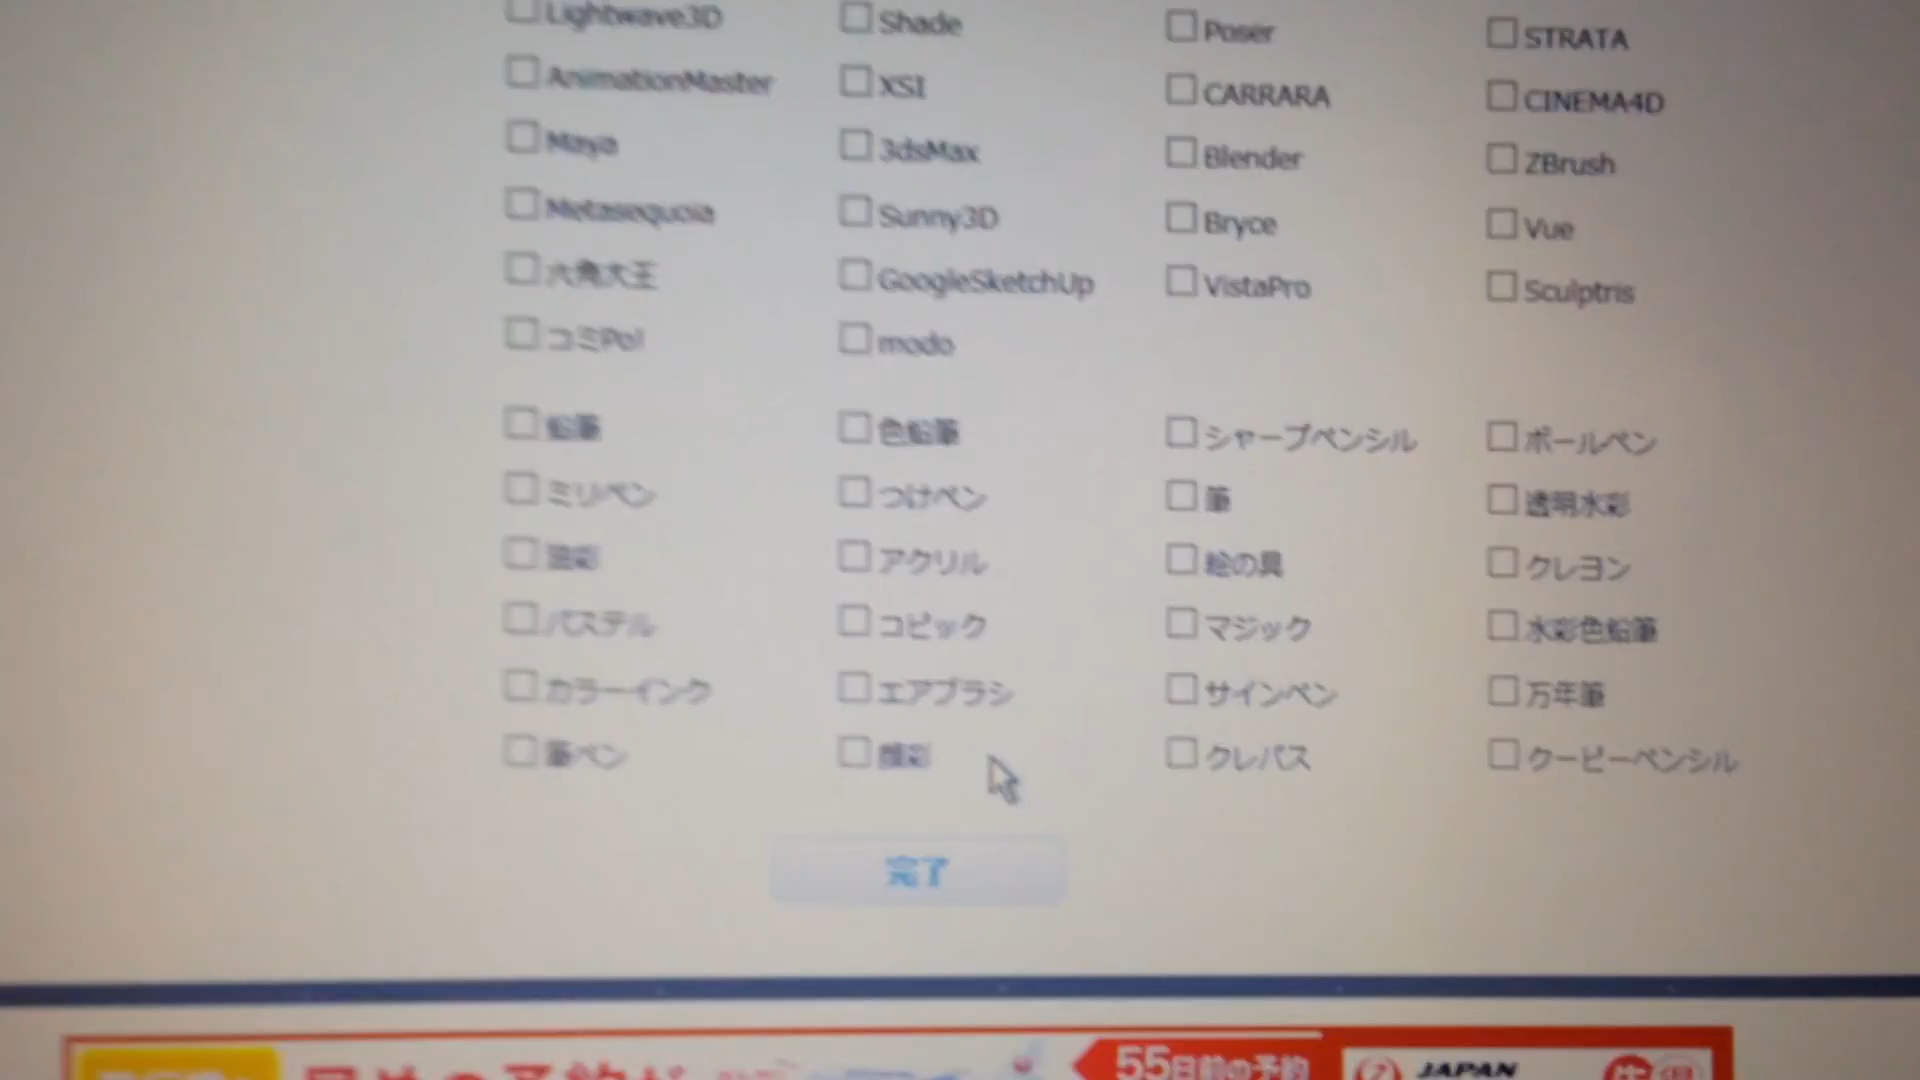 Lightwave3D Shade Poser STRATA
AnimationMaster XSI CARRARA CINEMA4D
Maya 3dsMax Blender ZBrush
Metasequoia Sunny3D Bryce Vue
六角大王 GoogleSketchUp VistaPro Sculptris
コミPo! modo
鉛筆 色鉛筆 シャープペンシル ボールペン
ミリペン つけペン 筆 透明水彩
油彩 アクリル 絵の具 クレヨン
パステル コピック マジック 水彩色鉛筆
カラーインク エアブラシ サインペン 万年筆
筆ペン 顔彩 クレパス クーピーペンシル
完了
55日前の予約
JAPAN